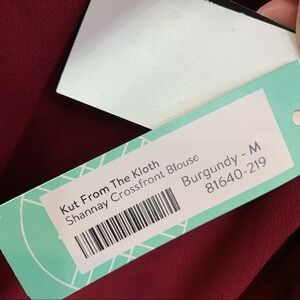 Kut From The Kloth
Shannay Crossfront Blouse
Burgundy - M
81640-219